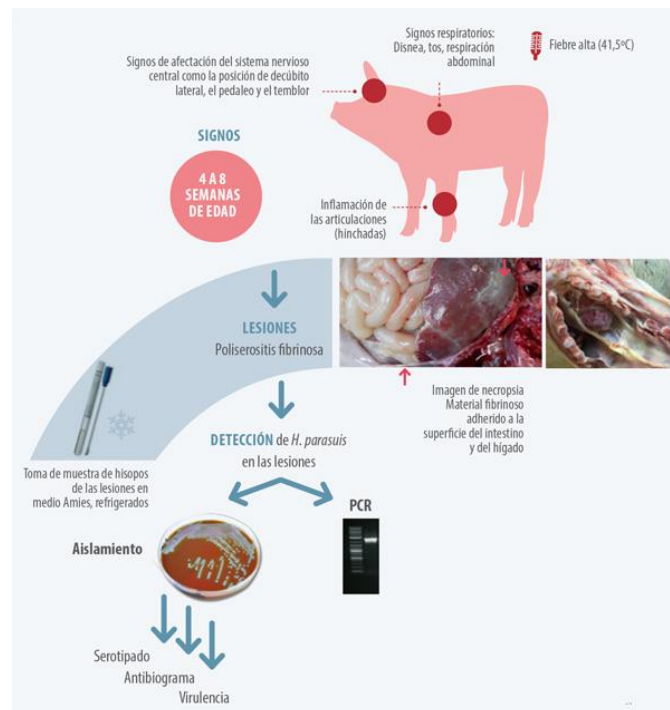 Signos respiratorios:
Disnea, tos, respiración
abdominal
Fiebre alta (41,5ºC)
Signos de afectación del sistema nervioso
central como la posición de decúbito
lateral, el pedaleo y el temblor
SIGNOS
4 A 8
SEMANAS
DE EDAD
Inflamación de
las articulaciones
(hinchadas)
LESIONES
Poliserositis fibrinosa
Imagen de necropsia
Material fibrinoso
adherido a la
superficie del intestino
y del hígado
DETECCIÓN de H. parasuis
en las lesiones
Toma de muestra de hisopos
de las lesiones en
medio Amies, refrigerados
PCR
Aislamiento
Serotipado
Antibiograma
Virulencia